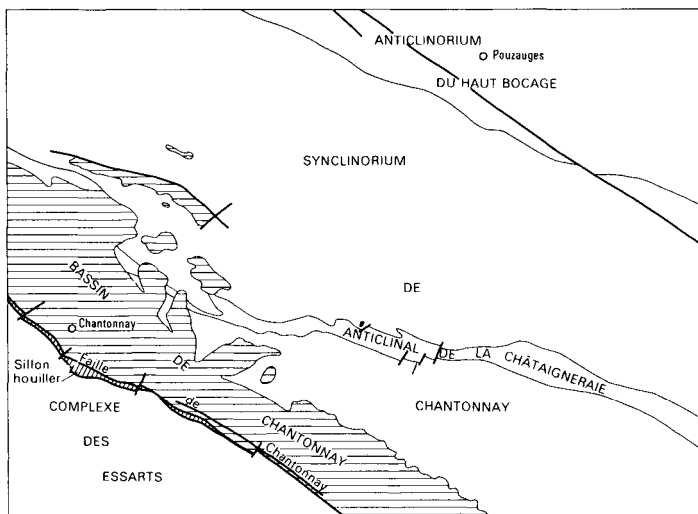 ANTICLINORIUM
Pouzauges
DU HAUT BOCAGE
SYNCLINORIUM
BASSIN
DE
Chantonnay
ANTICLINAL DE LA CHÂTAIGNERAIE
Sillon
houiller
Faille
DE
COMPLEXE
de
CHANTONNAY
DES
CHANTONNAY
Chantonnay
ESSARTS